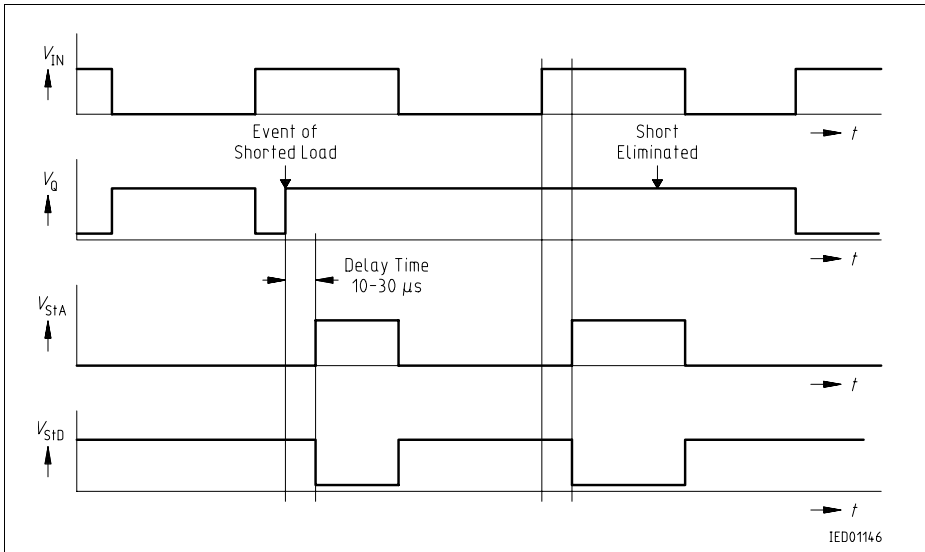 V_IN
t
Event of
Shorted Load
Short
Eliminated
V_Q
t
Delay Time
10-30 μs
V_StA
t
V_StD
t
IED01146